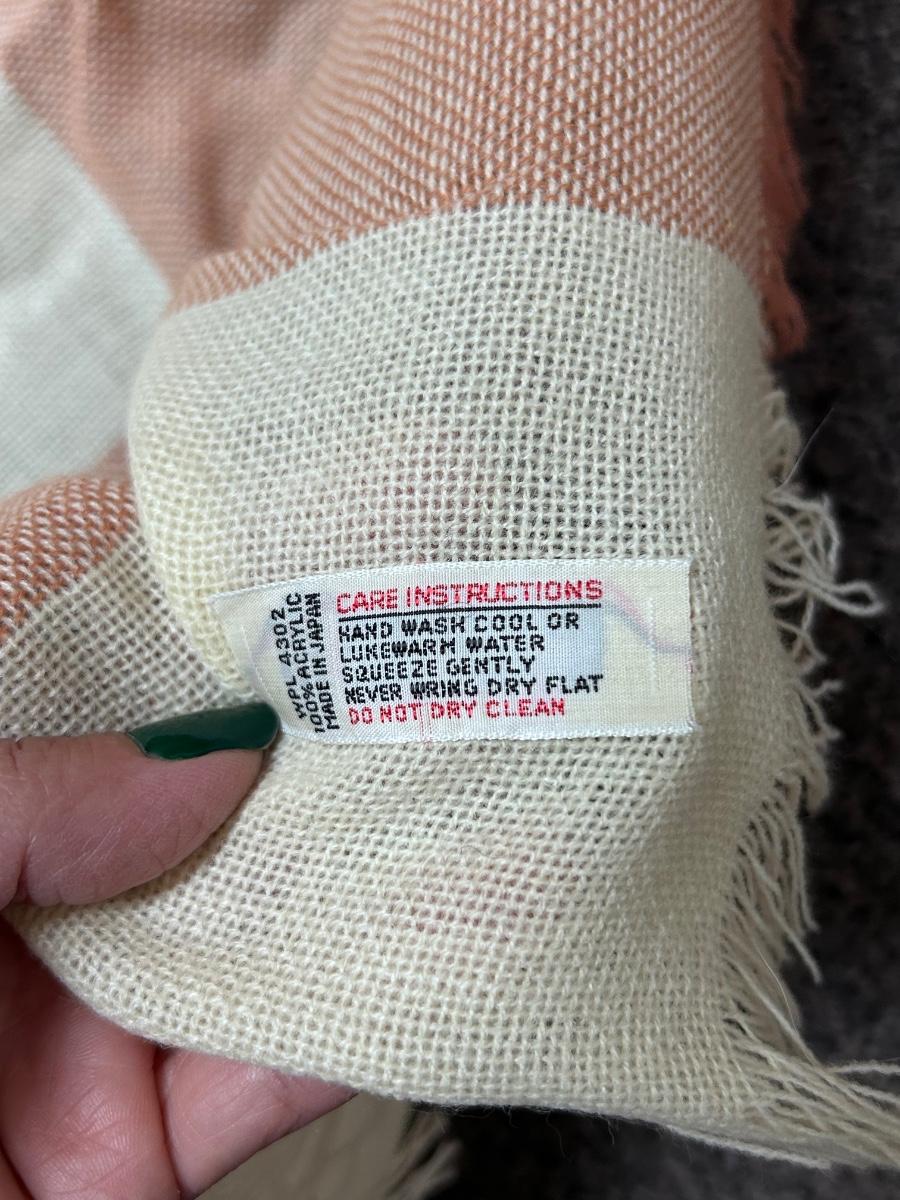 WPL 4302
100% ACRYLIC
MADE IN JAPAN
CARE INSTRUCTIONS
HAND WASH COOL OR
LUKEWARM WATER
SQUEEZE GENTLY
NEVER WRING DRY FLAT
DO NOT DRY CLEAN